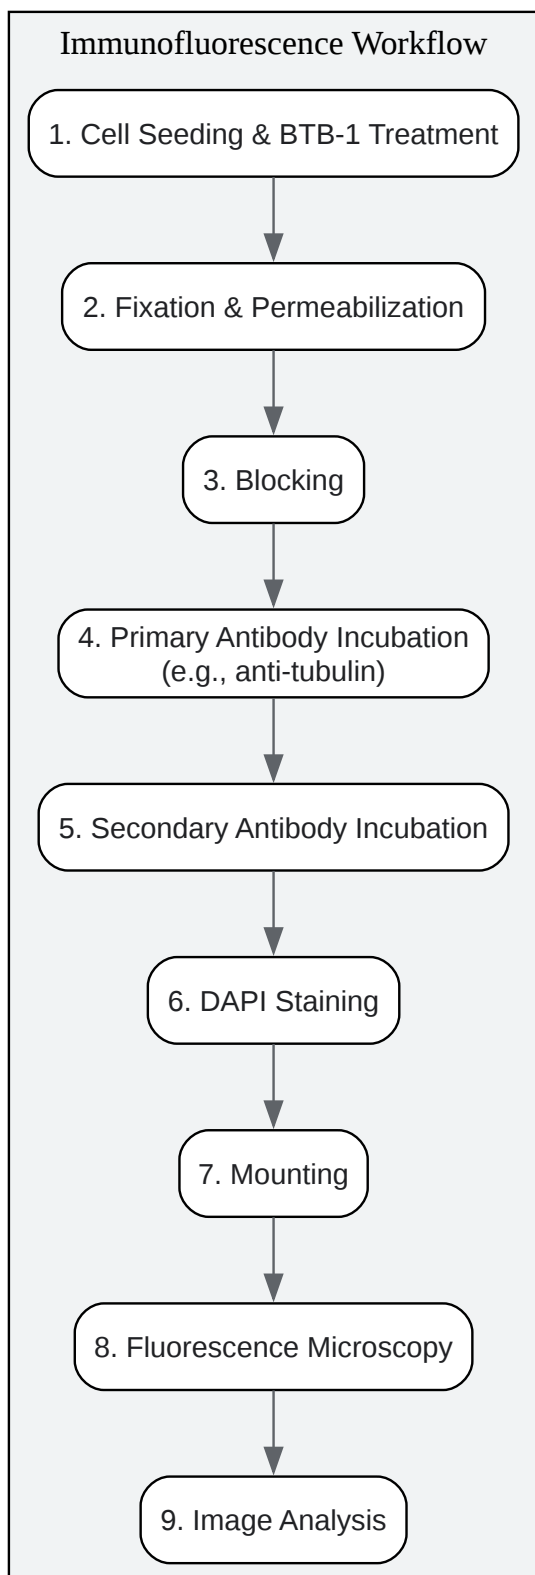 Immunofluorescence Workflow
1. Cell Seeding & BTB-1 Treatment
2. Fixation & Permeabilization
3. Blocking
4. Primary Antibody Incubation
(e.g., anti-tubulin)
5. Secondary Antibody Incubation
6. DAPI Staining
7. Mounting
8. Fluorescence Microscopy
9. Image Analysis